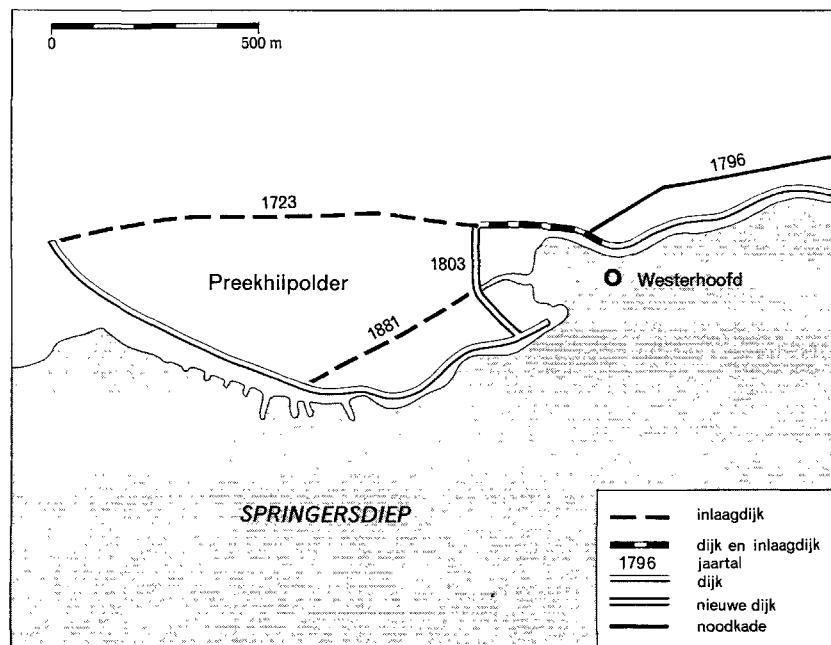 0 500 m
1796
1723
1803
Preekhilpolder
Westerhoofd
1881
SPRINGERSDIEP
inlaagdijk
dijk en inlaagdijk
1796 jaartal
dijk
nieuwe dijk
noodkade